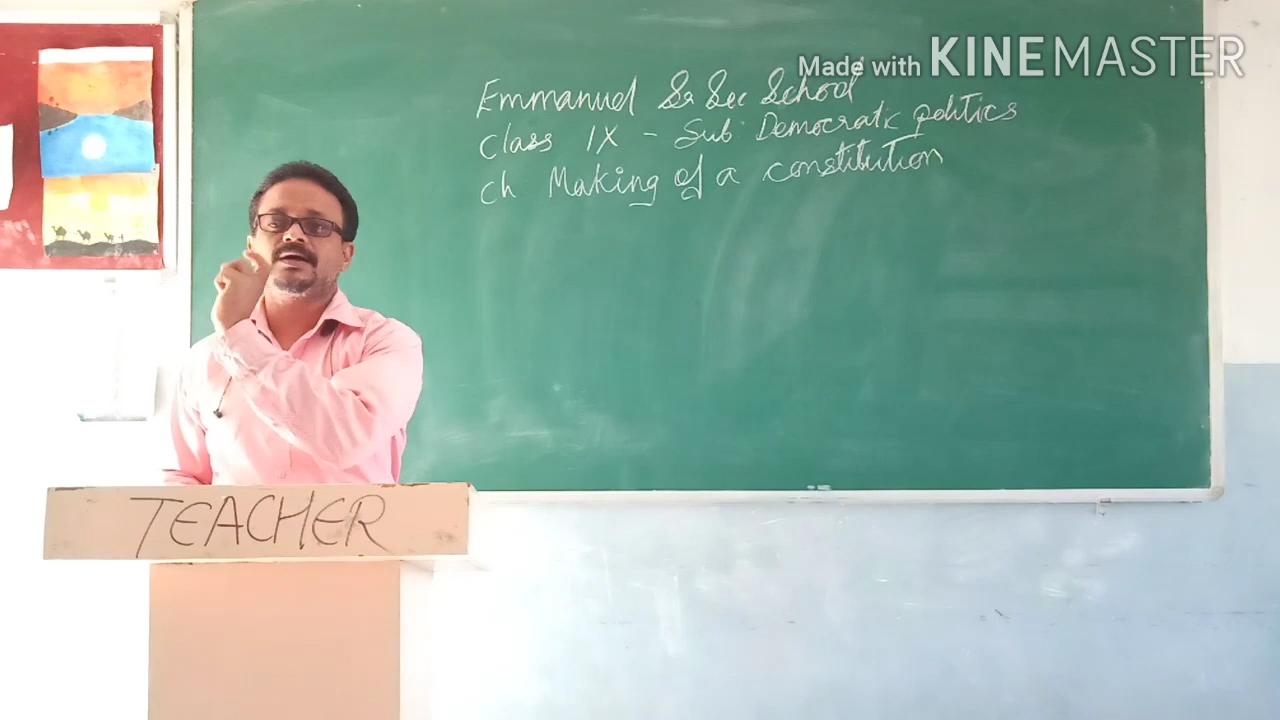 Made with KINEMASTER
Emmanuel Sr Sec School
Class IX - Sub Democratic politics
Ch Making of a constitution
TEACHER